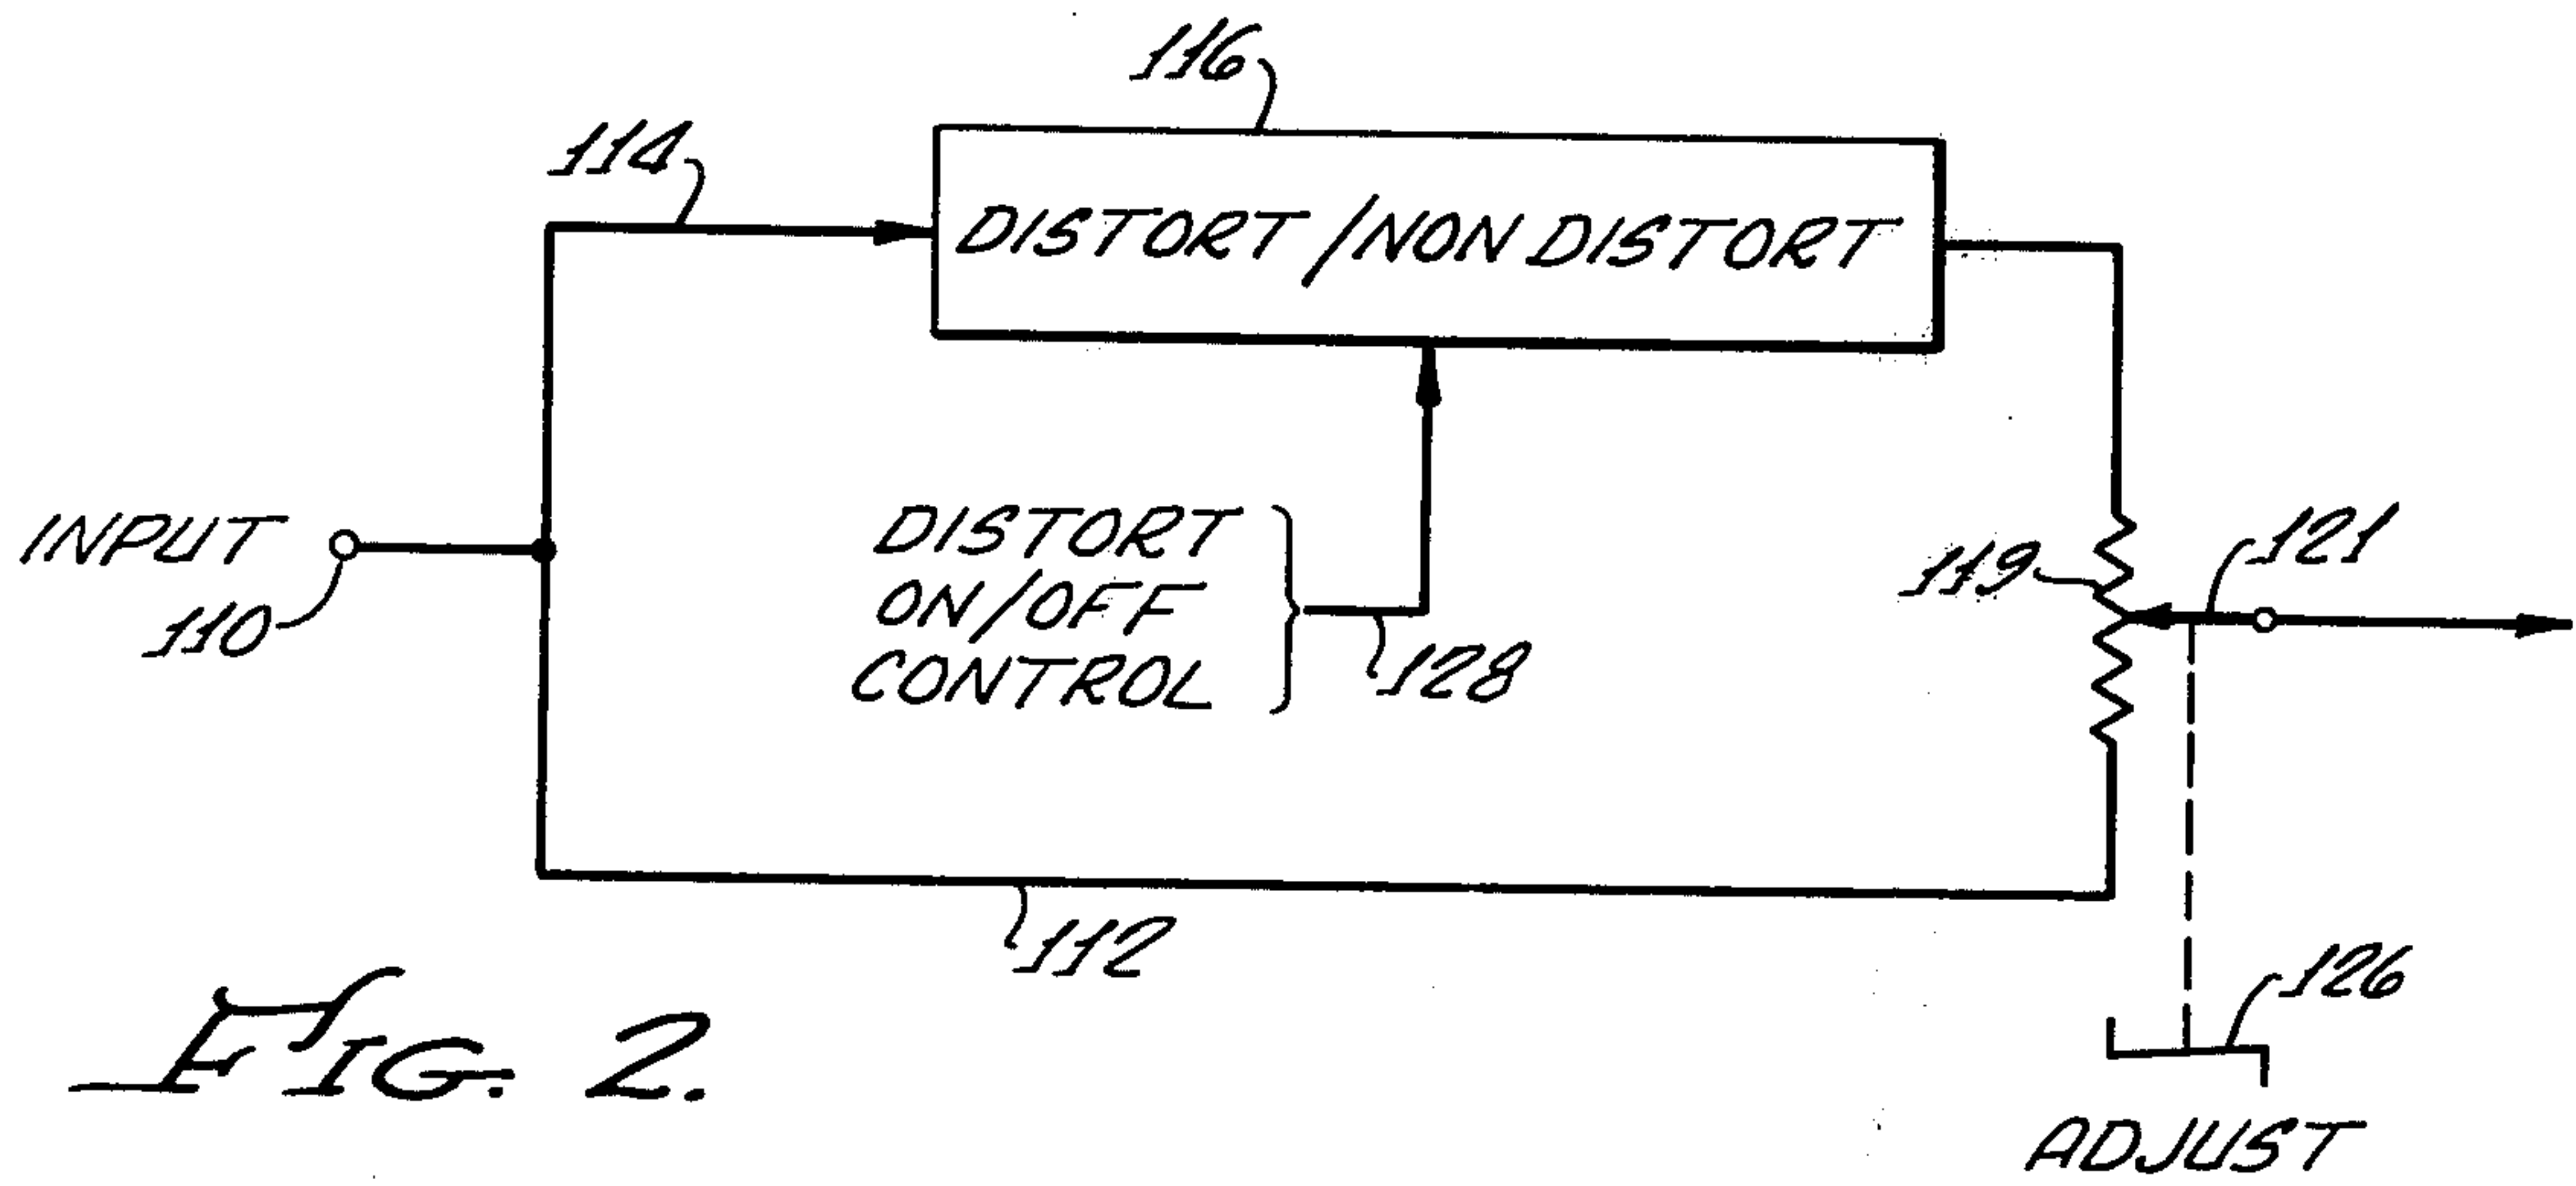 116
114
DISTORT/NON DISTORT
INPUT
110
DISTORT
ON/OFF
CONTROL
128
119
121
112
126
ADJUST
FIG. 2.